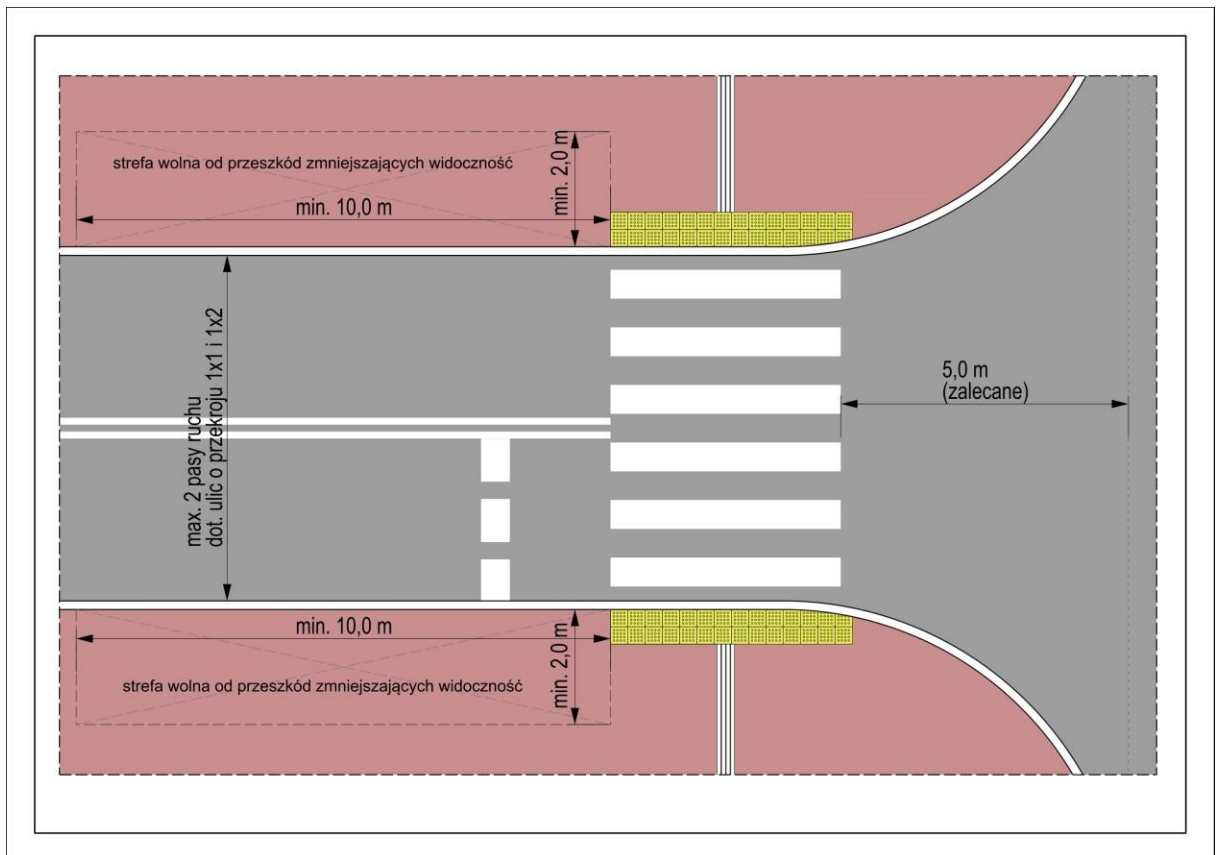 strefa wolna od przeszkód zmniejszających widoczność
min. 10,0 m
min. 2,0 m
max. 2 pasy ruchu
dot. ulic o przekroju 1x1 i 1x2
5,0 m
(zalecane)
min. 10,0 m
min. 2,0 m
strefa wolna od przeszkód zmniejszających widoczność